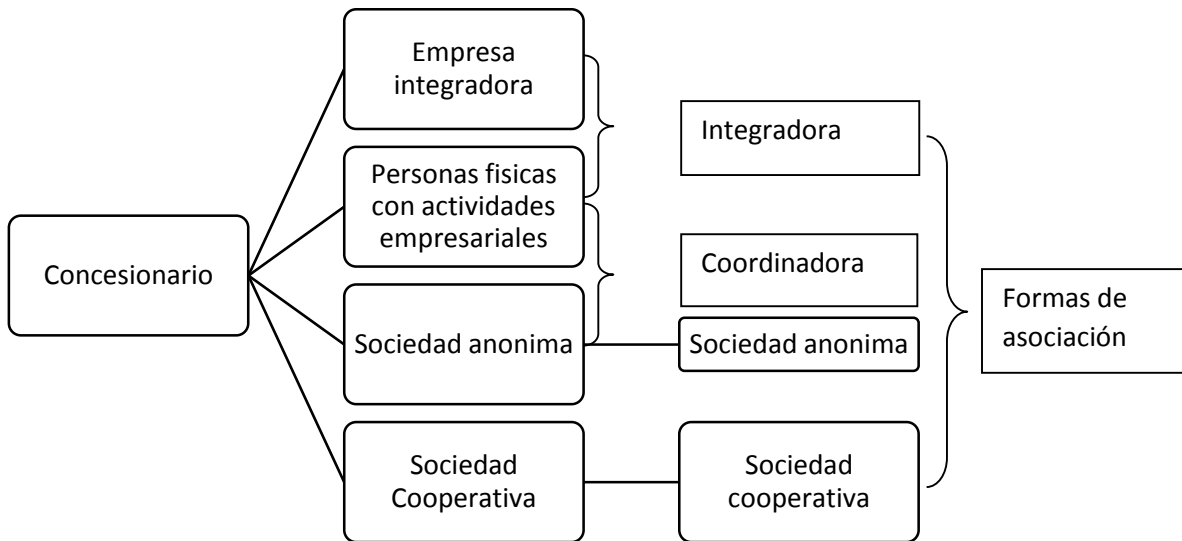 Concesionario
Empresa
integradora
Personas fisicas
con actividades
empresariales
Sociedad anonima
Sociedad
Cooperativa
Integradora
Coordinadora
Sociedad anonima
Sociedad
cooperativa
Formas de
asociación